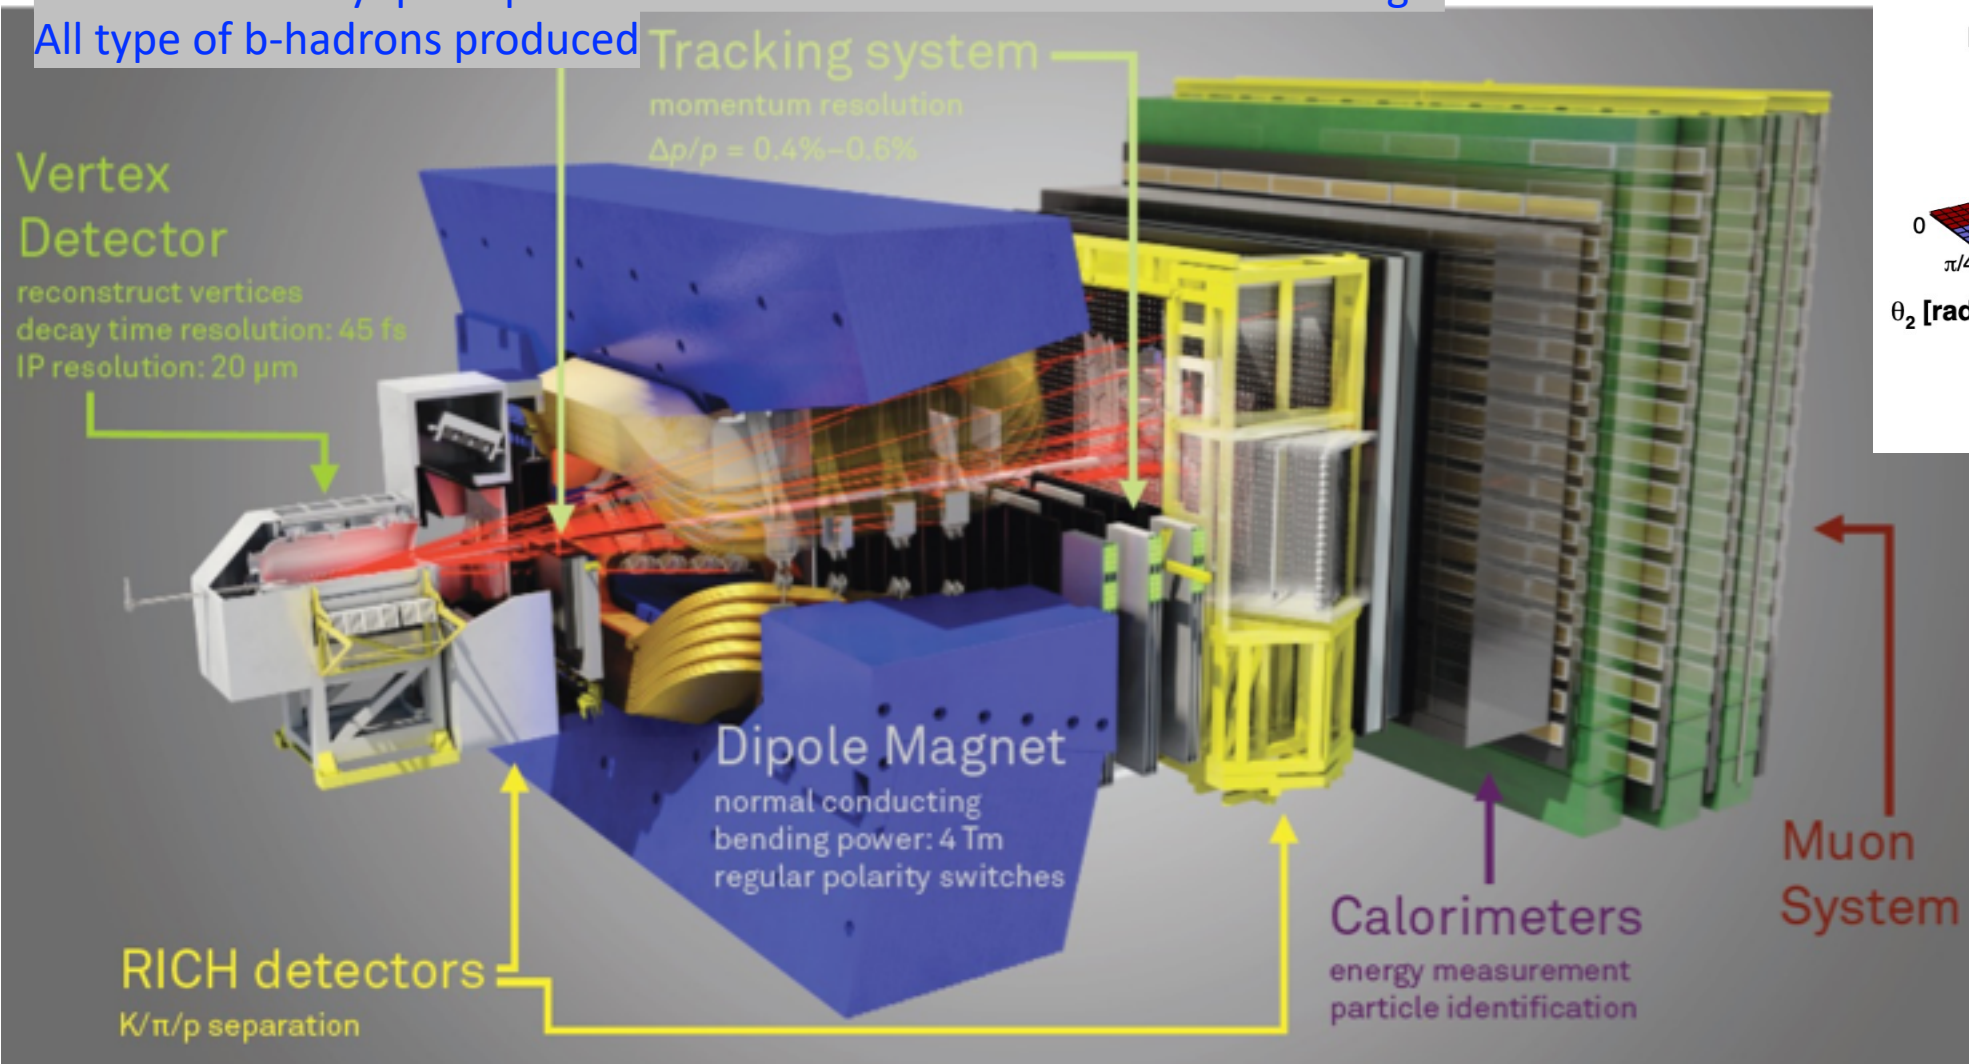 All type of b-hadrons produced
Tracking system
momentum resolution
Δp/p = 0.4%–0.6%
Vertex
Detector
reconstruct vertices
decay time resolution: 45 fs
IP resolution: 20 μm
0
π/4
θ₂ [rad
Dipole Magnet
normal conducting
bending power: 4 Tm
regular polarity switches
Muon
System
Calorimeters
energy measurement
particle identification
RICH detectors
K/π/p separation